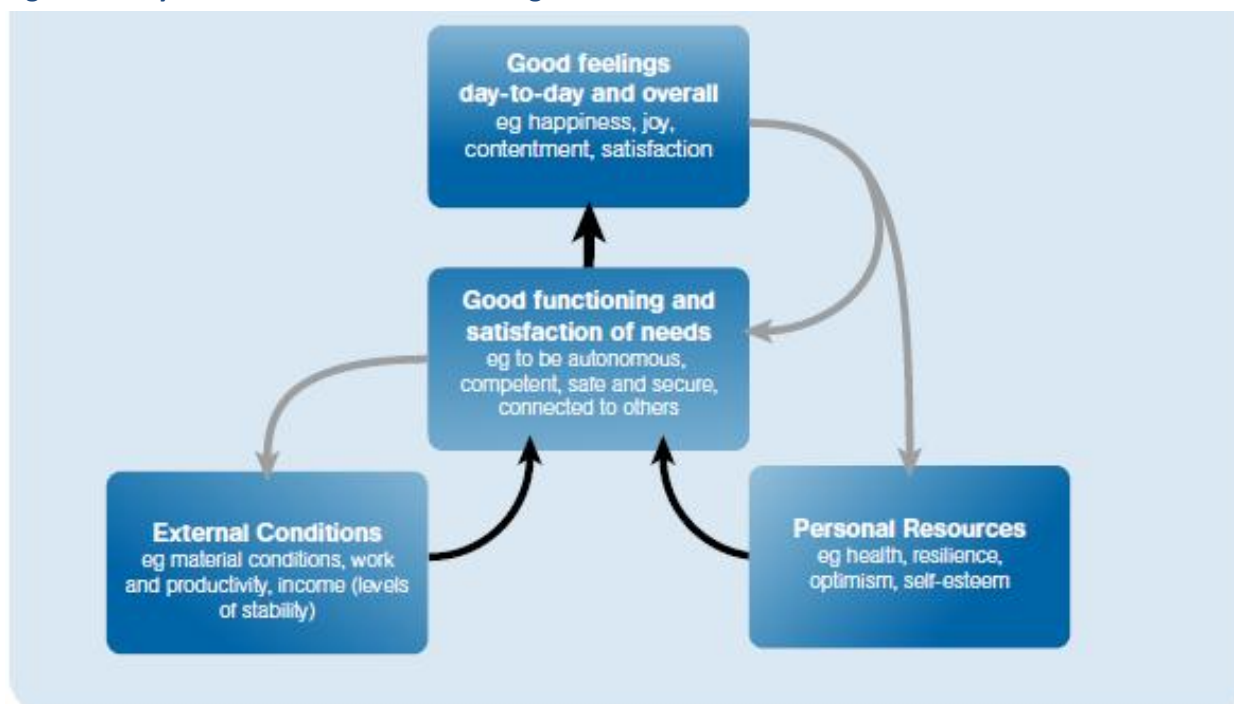 Good feelings
day-to-day and overall
eg happiness, joy,
contentment, satisfaction
Good functioning and
satisfaction of needs
eg to be autonomous,
competent, safe and secure,
connected to others
External Conditions
eg material conditions, work
and productivity, income (levels
of stability)
Personal Resources
eg health, resilience,
optimism, self-esteem